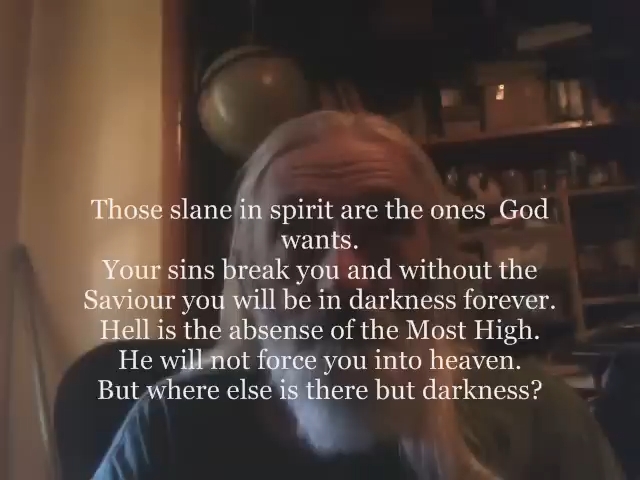 Those slane in spirit are the ones  God
wants.
Your sins break you and without the
Saviour you will be in darkness forever.
Hell is the absense of the Most High.
He will not force you into heaven.
But where else is there but darkness?